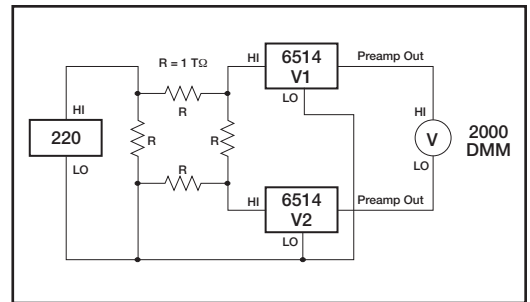 R = 1 TΩ
HI
6514
V1
Preamp Out
R
LO
HI
HI
220
R
R
V
2000
DMM
LO
R
LO
HI
6514
V2
Preamp Out
LO